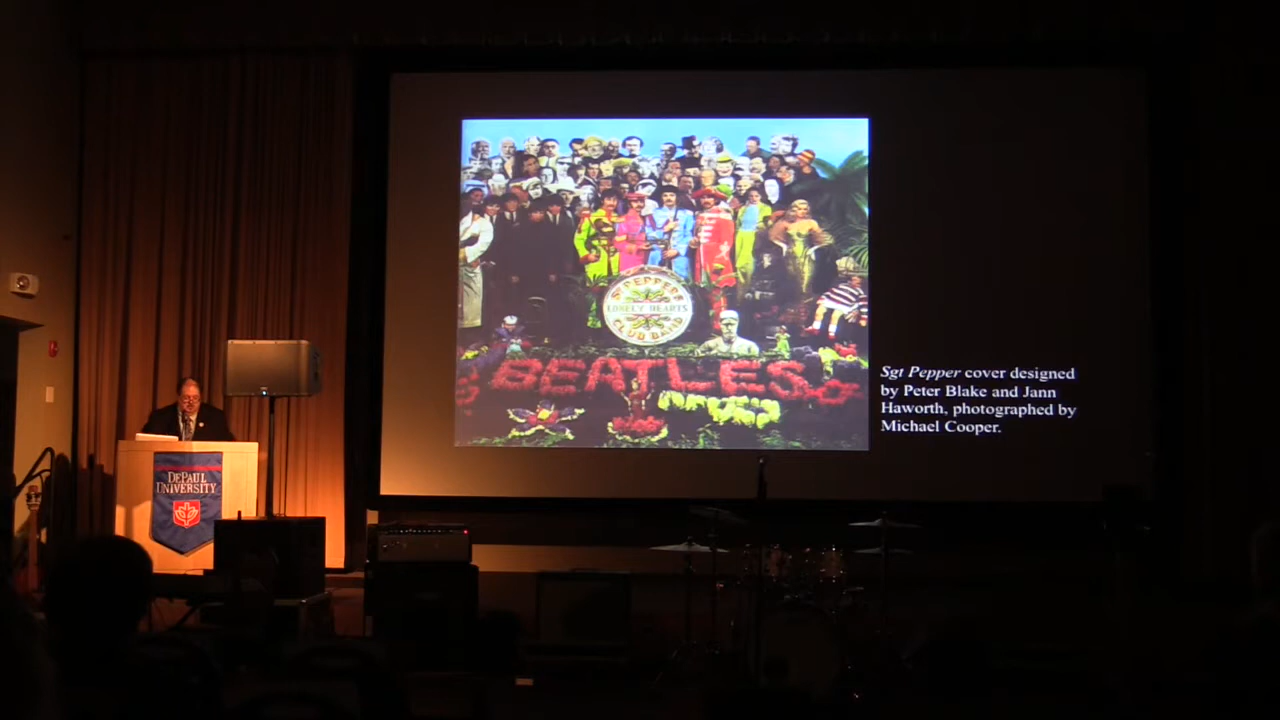 SGT PEPPERS
LONELY HEARTS
CLUB BAND
BEATLES
Sgt Pepper cover designed
by Peter Blake and Jann
Haworth, photographed by
Michael Cooper.
DEPAUL
UNIVERSITY